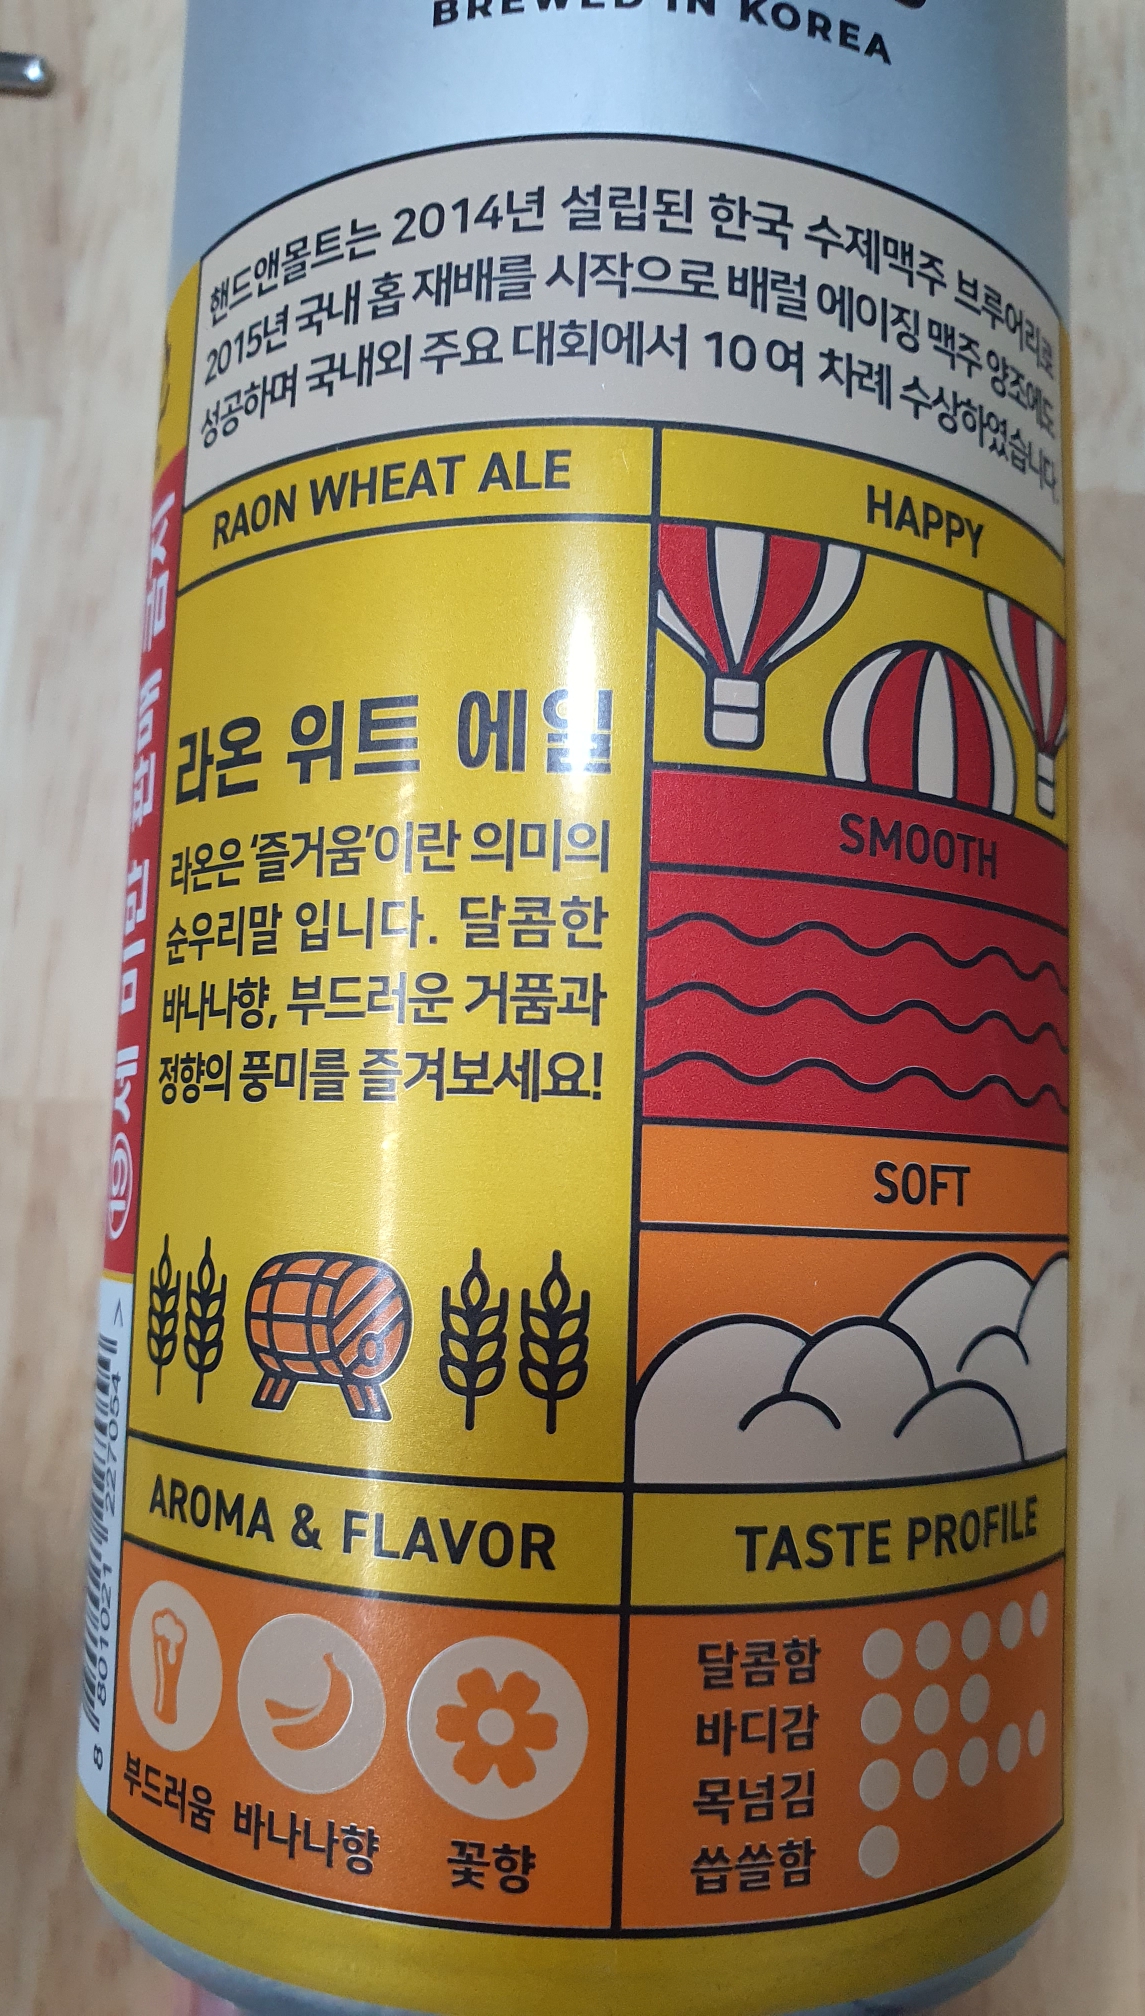 BREWED IN KOREA
핸드앤몰트는 2014년 설립된 한국 수제맥주 브루어리로
2015년 국내 홉 재배를 시작으로 배럴 에이징 맥주 양조에도
성공하며 국내외 주요 대회에서 10여 차례 수상하였습니다.
RAON WHEAT ALE
HAPPY
라온 위트 에일
라온은 ‘즐거움’이란 의미의
순우리말 입니다. 달콤한
바나나향, 부드러운 거품과
정향의 풍미를 즐겨보세요!
SMOOTH
SOFT
AROMA & FLAVOR
부드러움 바나나향 꽃향
TASTE PROFILE
달콤함
바디감
목넘김
씁쓸함
19세 미만 판매 금지
8 801021 227054 >